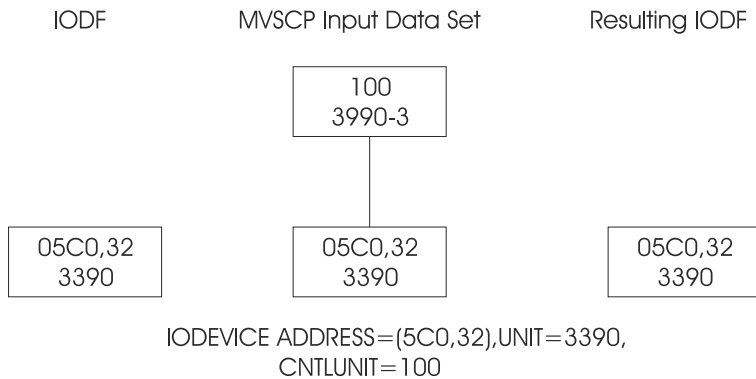 IODF MVSCP Input Data Set Resulting IODF
100
3990-3
05C0,32 05C0,32 05C0,32
3390 3390 3390
IODEVICE ADDRESS=(5C0,32),UNIT=3390,
CNTLUNIT=100